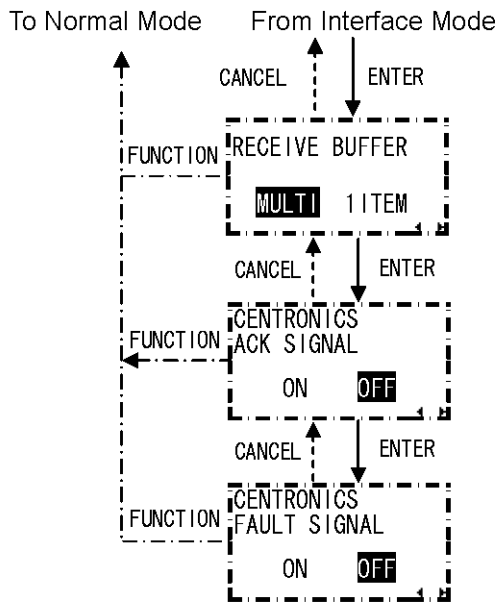 To Normal Mode From Interface Mode
CANCEL ENTER
FUNCTION
RECEIVE BUFFER
MULTI 1ITEM
CANCEL ENTER
FUNCTION
CENTRONICS
ACK SIGNAL
ON OFF
CANCEL ENTER
FUNCTION
CENTRONICS
FAULT SIGNAL
ON OFF